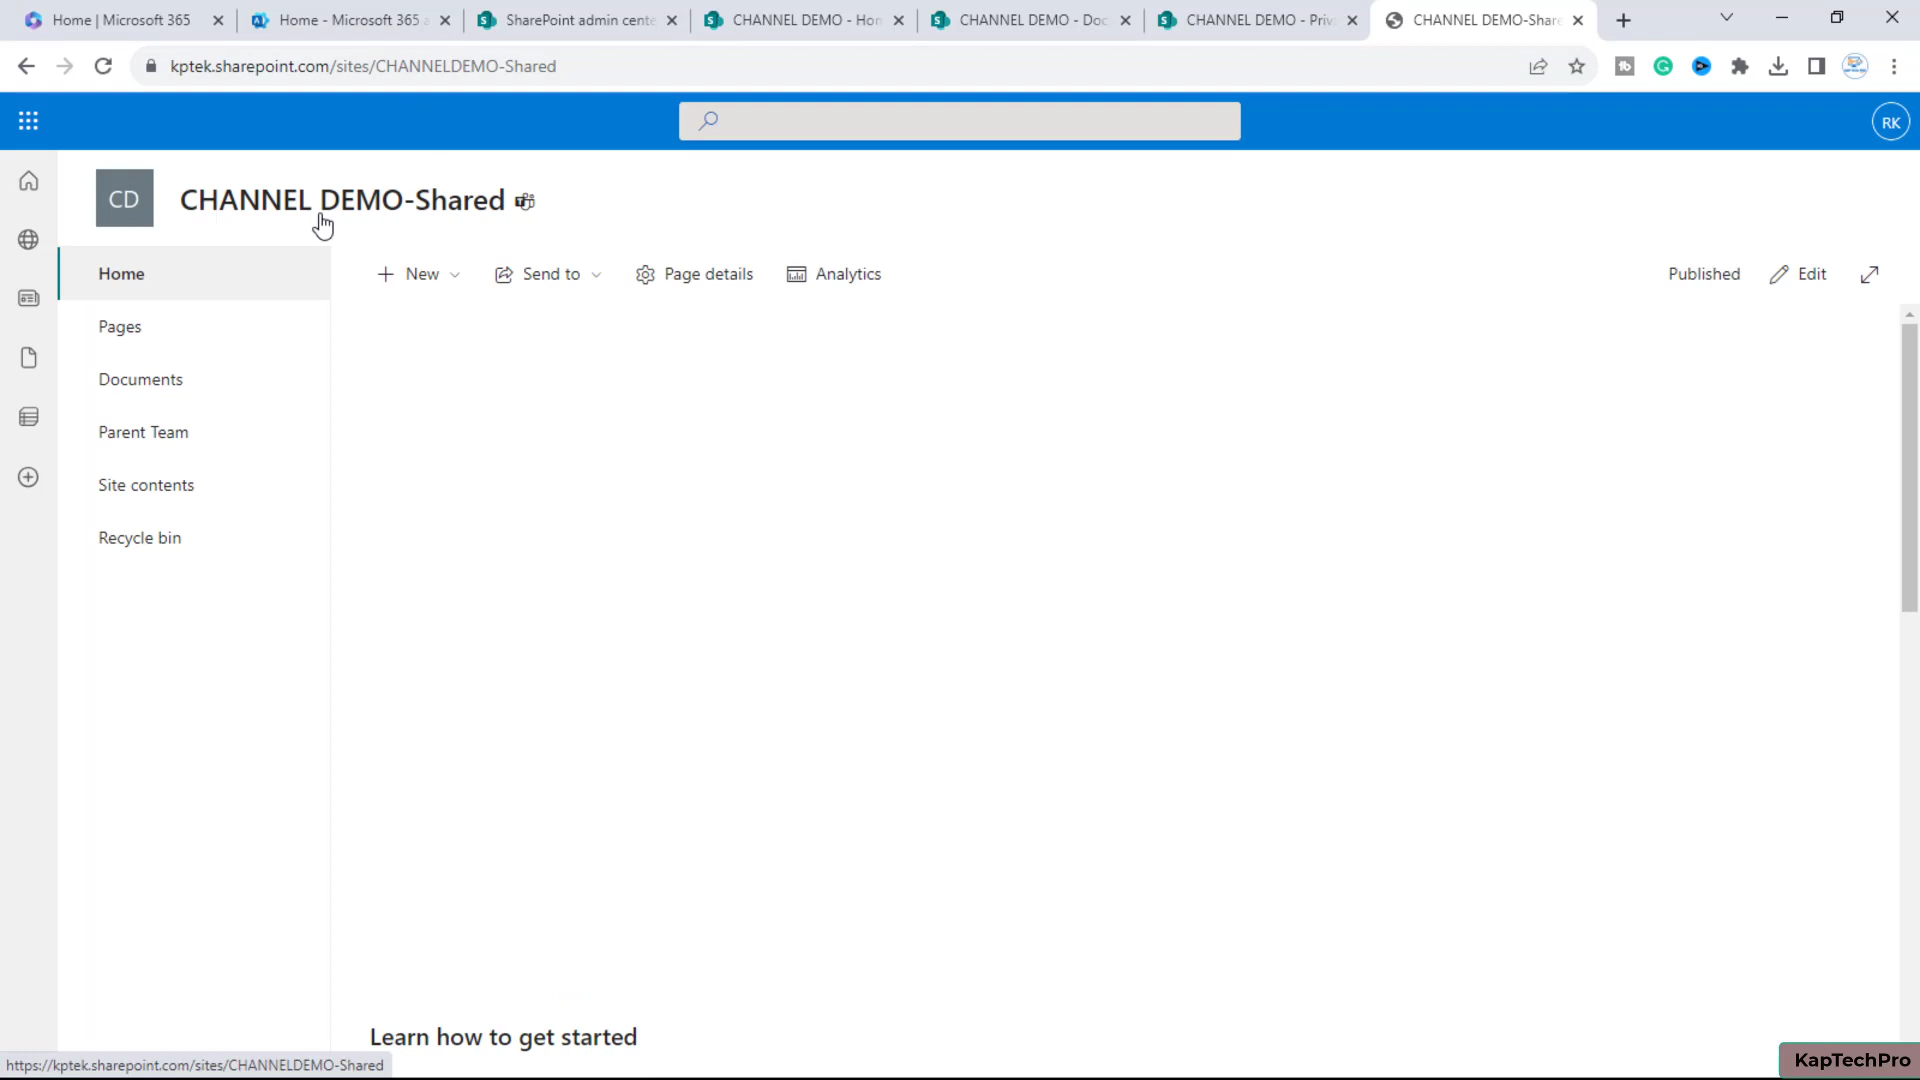 Home | Microsoft 365
Home - Microsoft 365 a
SharePoint admin cente
CHANNEL DEMO - Hon
CHANNEL DEMO - Doc
CHANNEL DEMO - Priv
CHANNEL DEMO-Share
kptek.sharepoint.com/sites/CHANNELDEMO-Shared
RK
CD
CHANNEL DEMO-Shared
Home
New
Send to
Page details
Analytics
Published
Edit
Pages
Documents
Parent Team
Site contents
Recycle bin
Learn how to get started
https://kptek.sharepoint.com/sites/CHANNELDEMO-Shared
KapTechPro